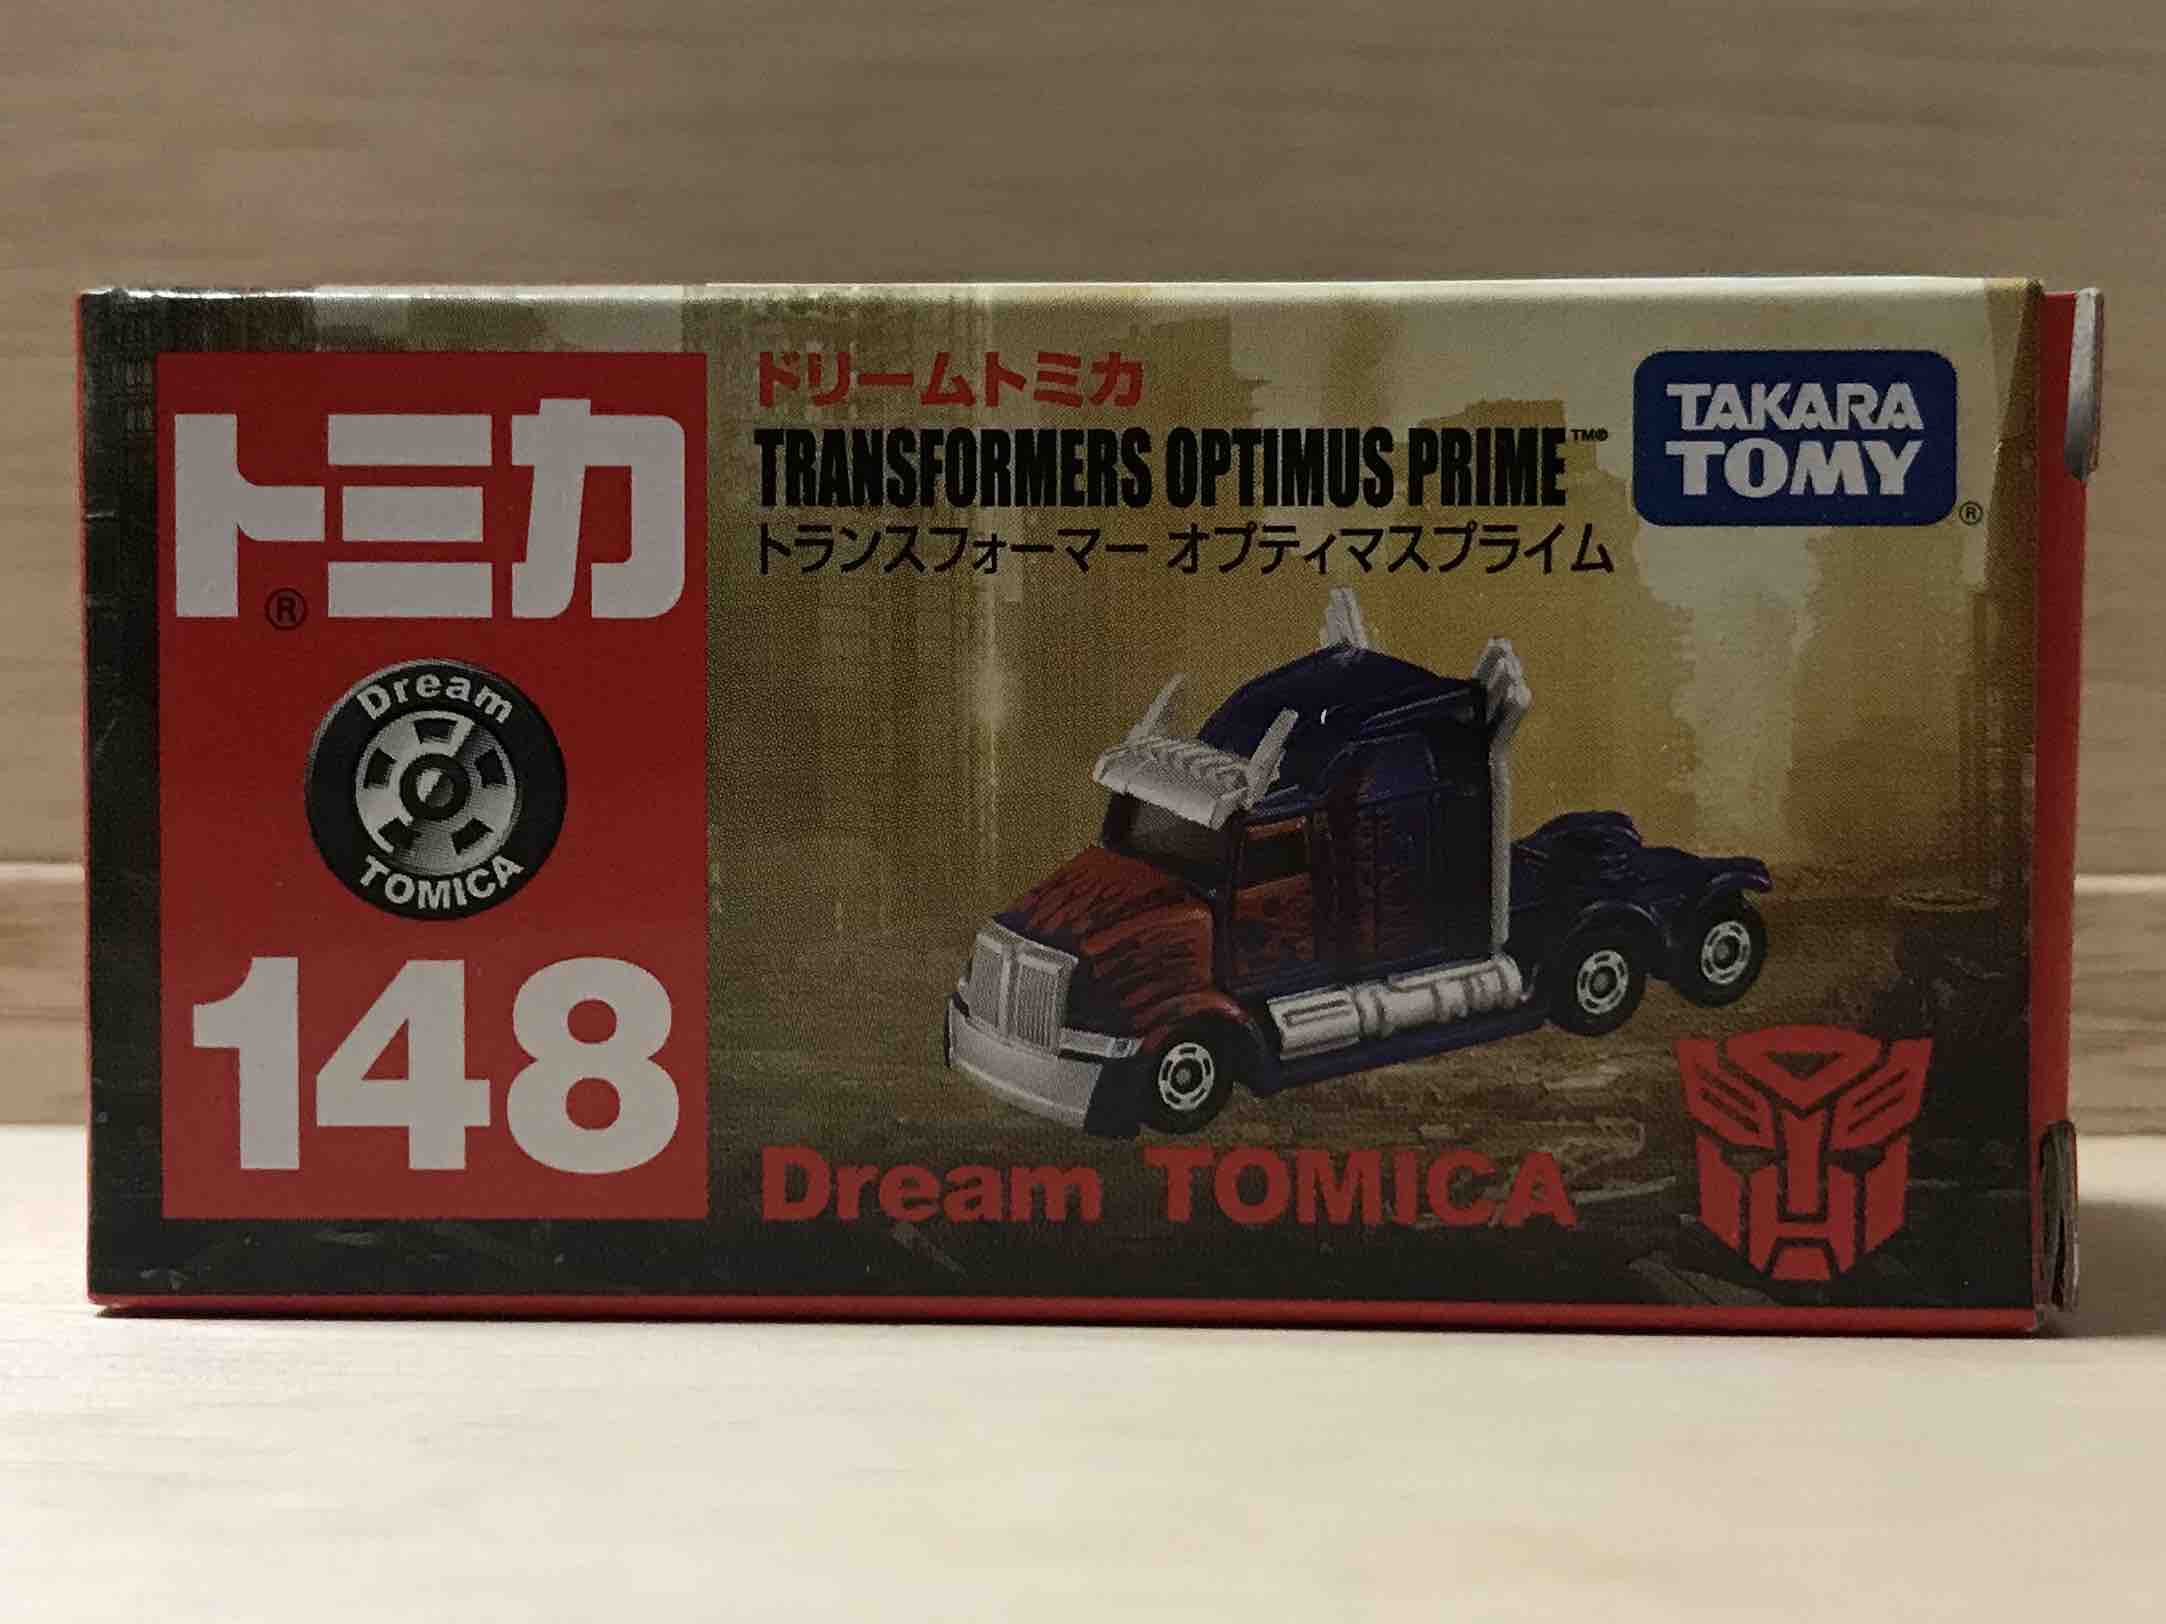 トミカ
®
Dream
TOMICA
148
ドリームトミカ
TRANSFORMERS OPTIMUS PRIME™®
トランスフォーマー オプティマスプライム
TAKARA
TOMY
®
Dream TOMICA